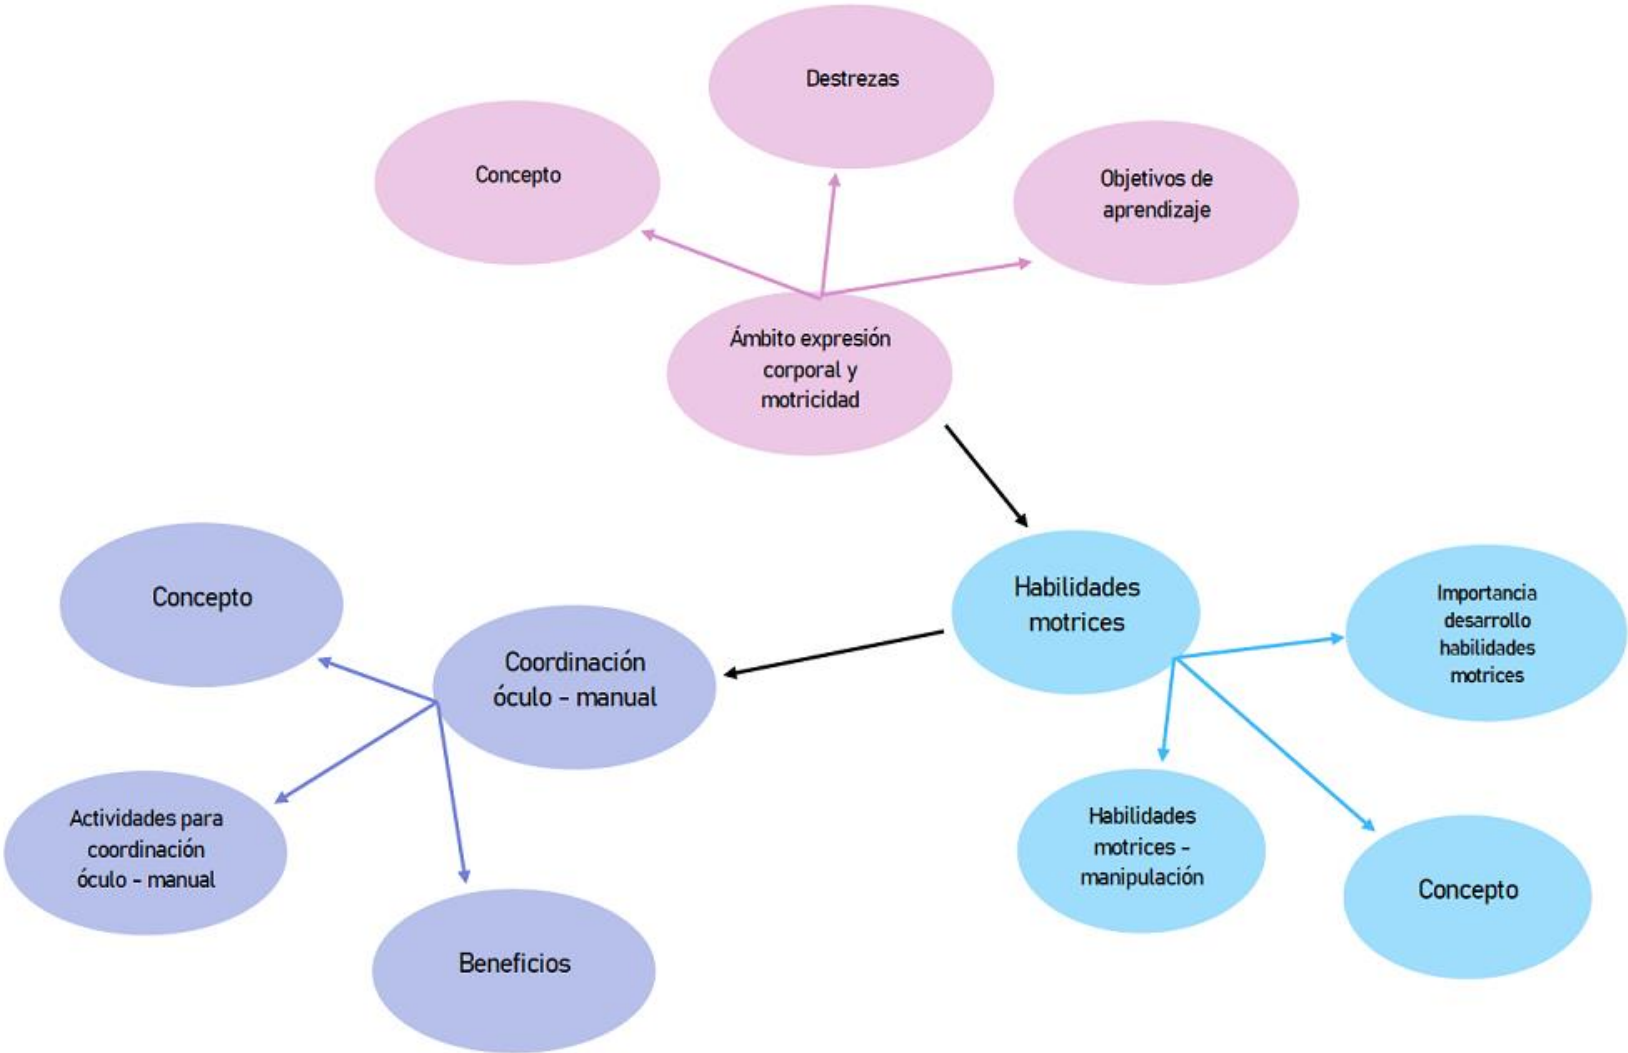 Destrezas
Concepto
Objetivos de
aprendizaje
Ámbito expresión
corporal y
motricidad
Concepto
Coordinación
óculo - manual
Habilidades
motrices
Importancia
desarrollo
habilidades
motrices
Actividades para
coordinación
óculo - manual
Beneficios
Habilidades
motrices -
manipulación
Concepto